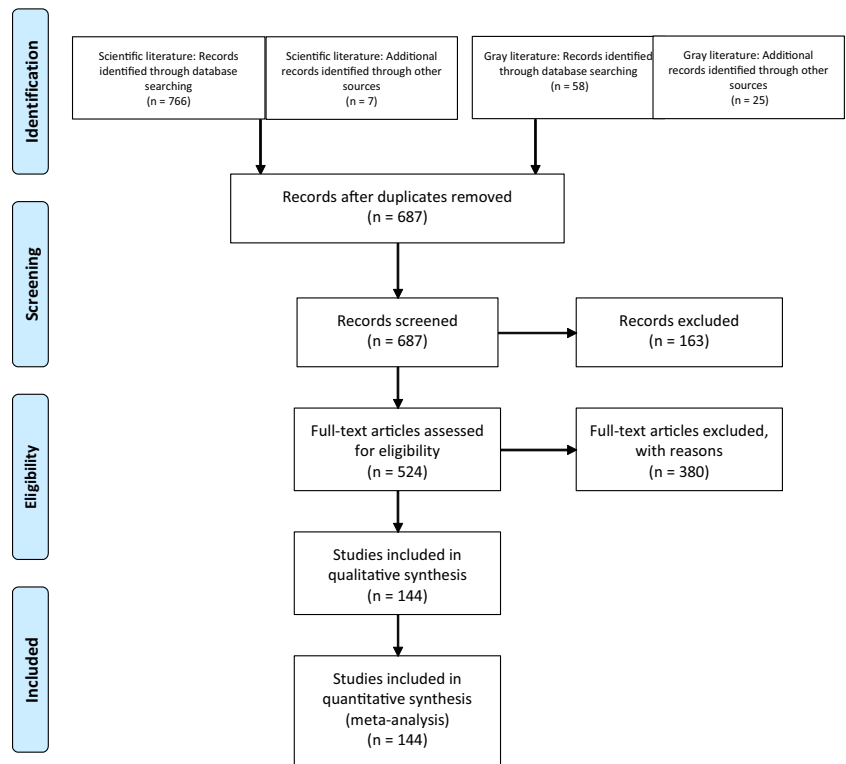 Identification
Scientific literature: Records
identified through database
searching
(n = 766)
Scientific literature: Additional
records identified through other
sources
(n = 7)
Gray literature: Records identified
through database searching
(n = 58)
Gray literature: Additional
records identified through other
sources
(n = 25)
Records after duplicates removed
(n = 687)
Screening
Records screened
(n = 687)
Records excluded
(n = 163)
Eligibility
Full-text articles assessed
for eligibility
(n = 524)
Full-text articles excluded,
with reasons
(n = 380)
Studies included in
qualitative synthesis
(n = 144)
Included
Studies included in
quantitative synthesis
(meta-analysis)
(n = 144)